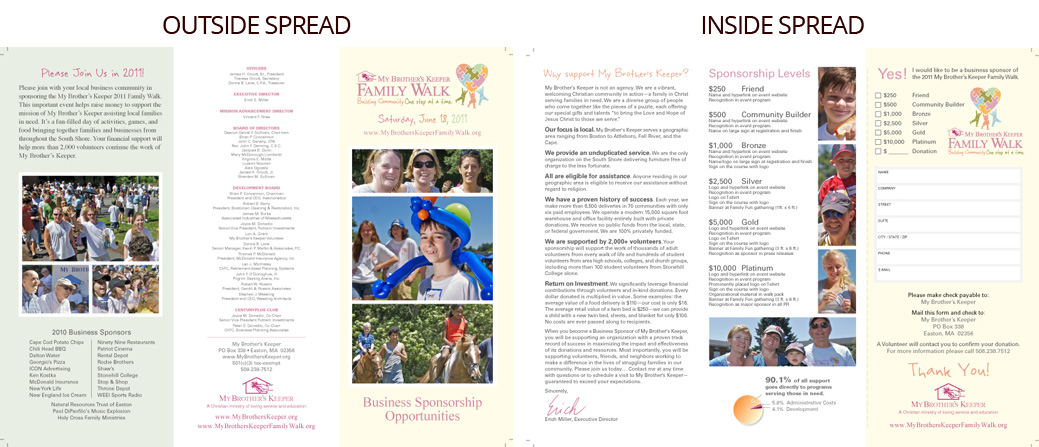 OUTSIDE SPREAD
INSIDE SPREAD
Please Join Us in 2011!
Please join with your local business community in
sponsoring the My Brother's Keeper 2011 Family Walk.
This important event helps raise money to support the
mission of My Brother's Keeper assisting local families
in need. It's a fun-filled day of activities, games, and
food bringing together families and businesses from
throughout the South Shore. Your financial support will
help more than 2,000 volunteers continue the work of
My Brother's Keeper.
2010 Business Sponsors
Cape Cod Potato Chips
Chili Head BBQ
Dalton Water
Georgio's Pizza
ICON Advertising
Ken Kostka
McDonald Insurance
New York Life
New England Ice Cream
Ninety Nine Restaurants
Patriot Cinema
Rental Depot
Roche Brothers
Shaw's
Stonehill College
Stop & Shop
Throne Depot
WEEI Sports Radio
Natural Resources Trust of Easton
Paul DiPerifilo's Music Explosion
Holy Cross Family Ministries
OFFICERS
EXECUTIVE DIRECTOR
Erich E. Miller
MISSION ADVANCEMENT DIRECTOR
BOARD OF DIRECTORS
DEVELOPMENT BOARD
CENTURYPLUS CLUB
My Brother's Keeper
PO Box 338 • Easton, MA 02356
www.MyBrothersKeeper.org
501(c)(3) tax-exempt
508-238-7512
My Brother's Keeper
A Christian ministry of loving service and education
www.MyBrothersKeeper.org
www.MyBrothersKeeperFamilyWalk.org
My Brother's Keeper
FAMILY WALK
Building Community One step at a time.
Saturday, June 18, 2011
www.MyBrothersKeeperFamilyWalk.org
Business Sponsorship
Opportunities
Why support My Brother's Keeper?
My Brother's Keeper is not an agency. We are a vibrant,
welcoming Christian community in action—a family in Christ
serving families in need. We are a diverse group of people
who come together like the pieces of a puzzle, each offering
our special gifts and talents "to bring the Love and Hope of
Jesus Christ to those we serve."
Our focus is local. My Brother's Keeper serves a geographic
area ranging from Boston to Attleboro, Fall River, and the
Cape.
We provide an unduplicated service. We are the only
organization on the South Shore delivering furniture free of
charge to the less fortunate.
All are eligible for assistance. Anyone residing in our
geographic area is eligible to receive our assistance without
regard to religion.
We have a proven history of success. Each year, we
make more than 6,500 deliveries in 70 communities with only
six paid employees. We operate a modern 15,000 square foot
warehouse and office facility entirely built with private
donations. We receive no public funds from the local, state,
or federal government. We are 100% privately funded.
We are supported by 2,000+ volunteers. Your
sponsorship will support the work of thousands of adult
volunteers from every walk of life and hundreds of student
volunteers from area high schools, colleges, and church groups,
including more than 100 student volunteers from Stonehill
College alone.
Return on Investment. We significantly leverage financial
contributions through volunteers and in-kind donations. Every
dollar donated is multiplied in value. Some examples: the
average value of a food delivery is $110—our cost is only $16.
The average retail value of a twin bed is $250—we can provide
a child with a new twin bed, sheets, and blanket for only $100.
No costs are ever passed along to recipients.
When you become a Business Sponsor of My Brother's Keeper,
you will be supporting an organization with a proven track
record of success in maximizing the impact and effectiveness
of its donations and resources. Most importantly, you will be
supporting volunteers, friends, and neighbors working to
make a difference in the lives of struggling families in our
community. Please join us today... Contact me at any time
with questions or to schedule a visit to My Brother's Keeper—
guaranteed to exceed your expectations.
Sincerely,
Erich
Erich Miller, Executive Director
Sponsorship Levels
$250 Friend
Name and hyperlink on event website
Recognition in event program
$500 Community Builder
Name and hyperlink on event website
Recognition in event program
Name on large sign at registration and finish
$1,000 Bronze
Name and hyperlink on event website
Recognition in event program
Name/logo on large sign at registration and finish
Sign on the course with logo
$2,500 Silver
Logo and hyperlink on event website
Recognition in event program
Sign on the course with logo
$5,000 Gold
Logo and hyperlink on event website
Recognition in event program
Logo on t-shirt
Sign on the course with logo
Recognition as sponsor in press releases
$10,000 Platinum
Logo and hyperlink on event website
Recognition in event program
Prominently placed logo on t-shirt
Sign on the course with logo
Organizational material in walk pack
Recognition as major sponsor in all PR
90.1% of all support
goes directly to programs
serving those in need.
5.8% Administrative Costs
4.1% Development
Yes! I would like to be a business sponsor of
the 2011 My Brother's Keeper Family Walk.
$250 Friend
$500 Community Builder
$1,000 Bronze
$2,500 Silver
$5,000 Gold
$10,000 Platinum
$ ______ Donation
My Brother's Keeper
FAMILY WALK
Building Community One step at a time.
NAME
COMPANY
STREET
SUITE
CITY / STATE / ZIP
PHONE
E-MAIL
Please make check payable to:
My Brother's Keeper
Mail this form and check to:
My Brother's Keeper
PO Box 338
Easton, MA 02356
A Volunteer will contact you to confirm your donation.
For more information please call 508.238.7512
Thank You!
My Brother's Keeper
A Christian ministry of loving service and education
www.MyBrothersKeeperFamilyWalk.org